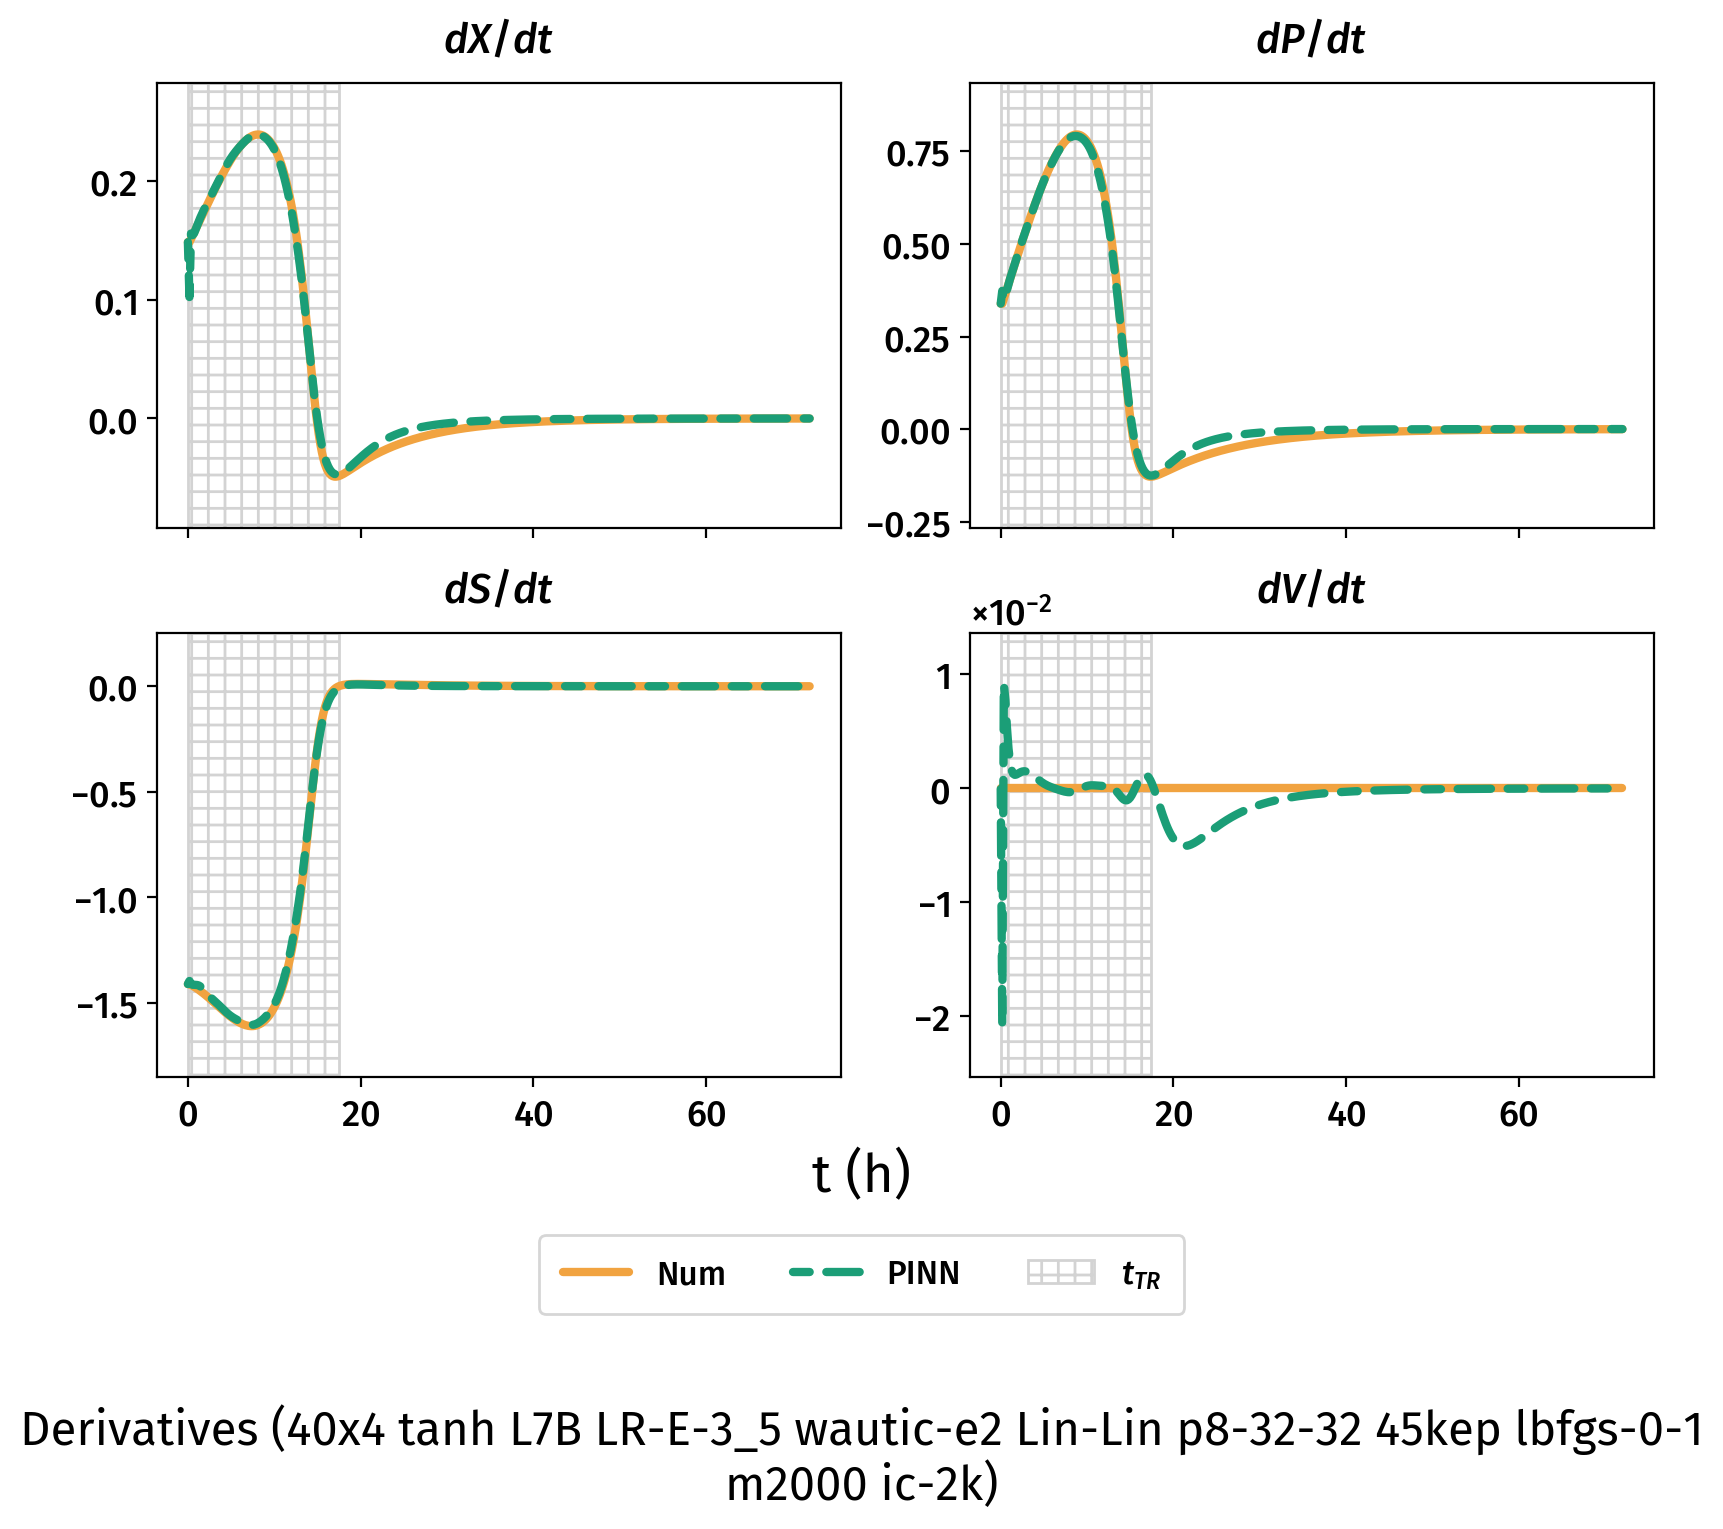 dX/dt
dP/dt
0.2
0.1
0.0
0.75
0.50
0.25
0.00
−0.25
dS/dt
dV/dt
×10⁻²
0.0
−0.5
−1.0
−1.5
1
0
−1
−2
0 20 40 60
0 20 40 60
t (h)
Num PINN t_TR
Derivatives (40x4 tanh L7B LR-E-3_5 wautic-e2 Lin-Lin p8-32-32 45kep lbfgs-0-1
m2000 ic-2k)